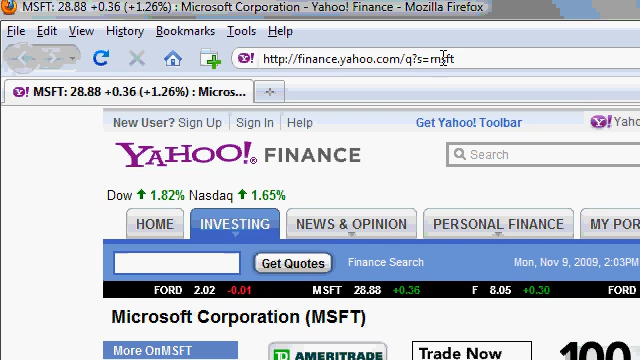 MSFT: 28.88 +0.36 (+1.26%) : Microsoft Corporation - Yahoo! Finance - Mozilla Firefox
File Edit View History Bookmarks Tools Help
http://finance.yahoo.com/q?s=msft
MSFT: 28.88 +0.36 (+1.26%) : Micros...
New User? Sign Up Sign In Help Get Yahoo! Toolbar
YAHOO! FINANCE Search
Dow 1.82% Nasdaq 1.65%
HOME INVESTING NEWS & OPINION PERSONAL FINANCE MY
Get Quotes Finance Search Mon, Nov 9, 2009, 2:03PM
FORD 2.02 -0.01 MSFT 28.88 +0.36 F 8.05 +0.30 FORD
Microsoft Corporation (MSFT)
More On MSFT
TD AMERITRADE
Trade Now
100